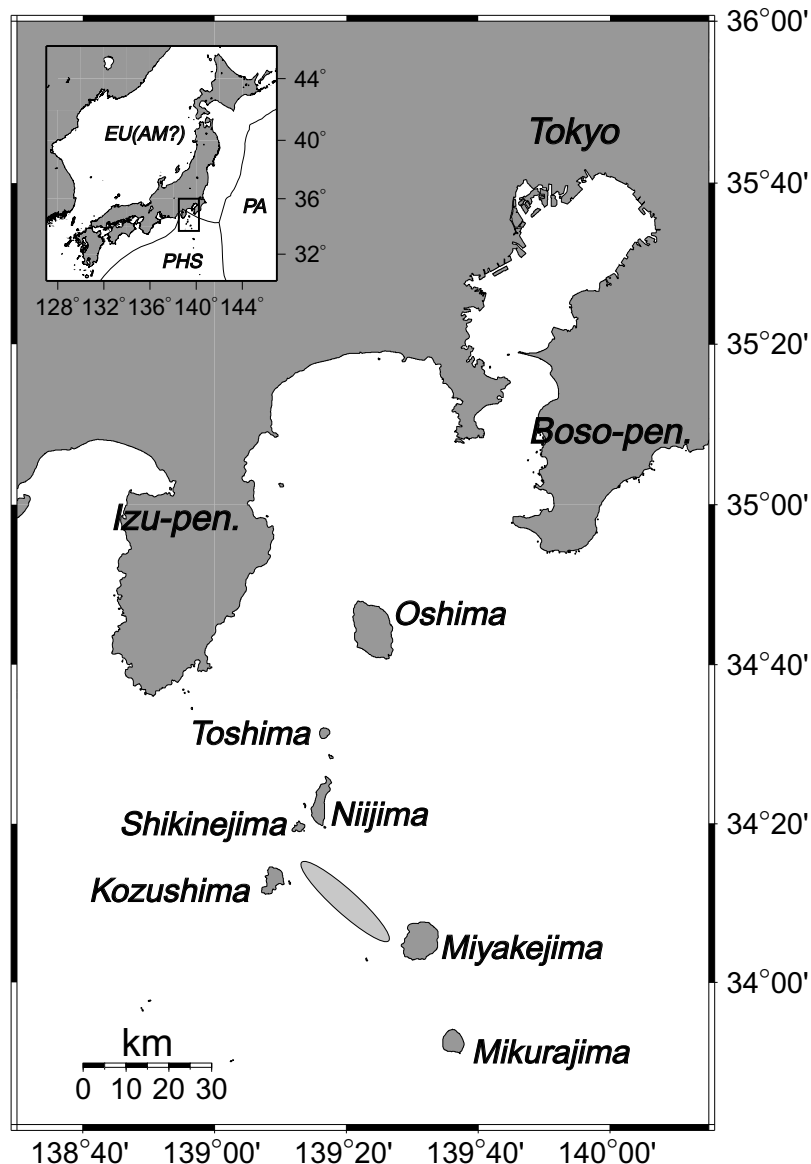 36°00'
44°
EU(AM?)
40°
Tokyo
36°
35°40'
PA
32°
PHS
128°132°136°140°144°
35°20'
Boso-pen.
35°00'
Izu-pen.
Oshima
34°40'
Toshima
Niijima
Shikinejima
34°20'
Kozushima
Miyakejima
34°00'
km
Mikurajima
0 10 20 30
138°40' 139°00' 139°20' 139°40' 140°00'